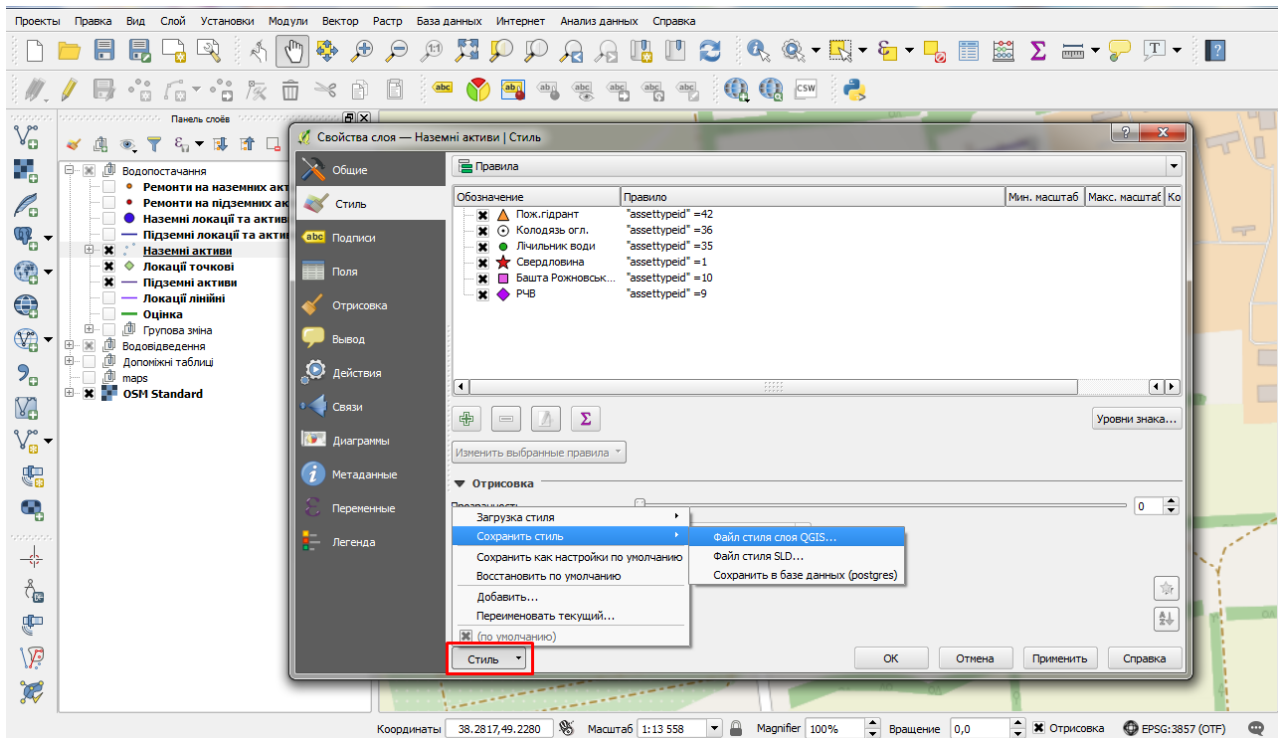 Проекты Правка Вид Слой Установки Модули Вектор Растр База данных Интернет Анализ данных Справка
Панель слоёв
Водопостачання
Ремонти на наземних акт
Ремонти на підземних ак
Наземні локації та актив
Підземні локації та акти
Наземні активи
Локації точкові
Підземні активи
Локації лінійні
Оцінка
Групова зміна
Водовідведення
Допоміжні таблиці
maps
OSM Standard
Свойства слоя — Наземні активи | Стиль
Общие
Стиль
Подписи
Поля
Отрисовка
Вывод
Действия
Связи
Диаграммы
Метаданные
Переменные
Легенда
Правила
Обозначение Правило Мин. масштаб Макс. масштаб Ко
Пож.гідрант "assettypeid" =42
Колодязь огл. "assettypeid" =36
Лічильник води "assettypeid" =35
Свердловина "assettypeid" =1
Башта Рожновськ... "assettypeid" =10
РЧВ "assettypeid" =9
Уровни знака...
Изменить выбранные правила
Отрисовка
0
Загрузка стиля
Сохранить стиль
Сохранить как настройки по умолчанию
Восстановить по умолчанию
Добавить...
Переименовать текущий...
(по умолчанию)
Файл стиля слоя QGIS...
Файл стиля SLD...
Сохранить в базе данных (postgres)
Стиль
ОК Отмена Применить Справка
Координаты 38.2817,49.2280 Масштаб 1:13 558 Magnifier 100% Вращение 0,0 Отрисовка EPSG:3857 (OTF)